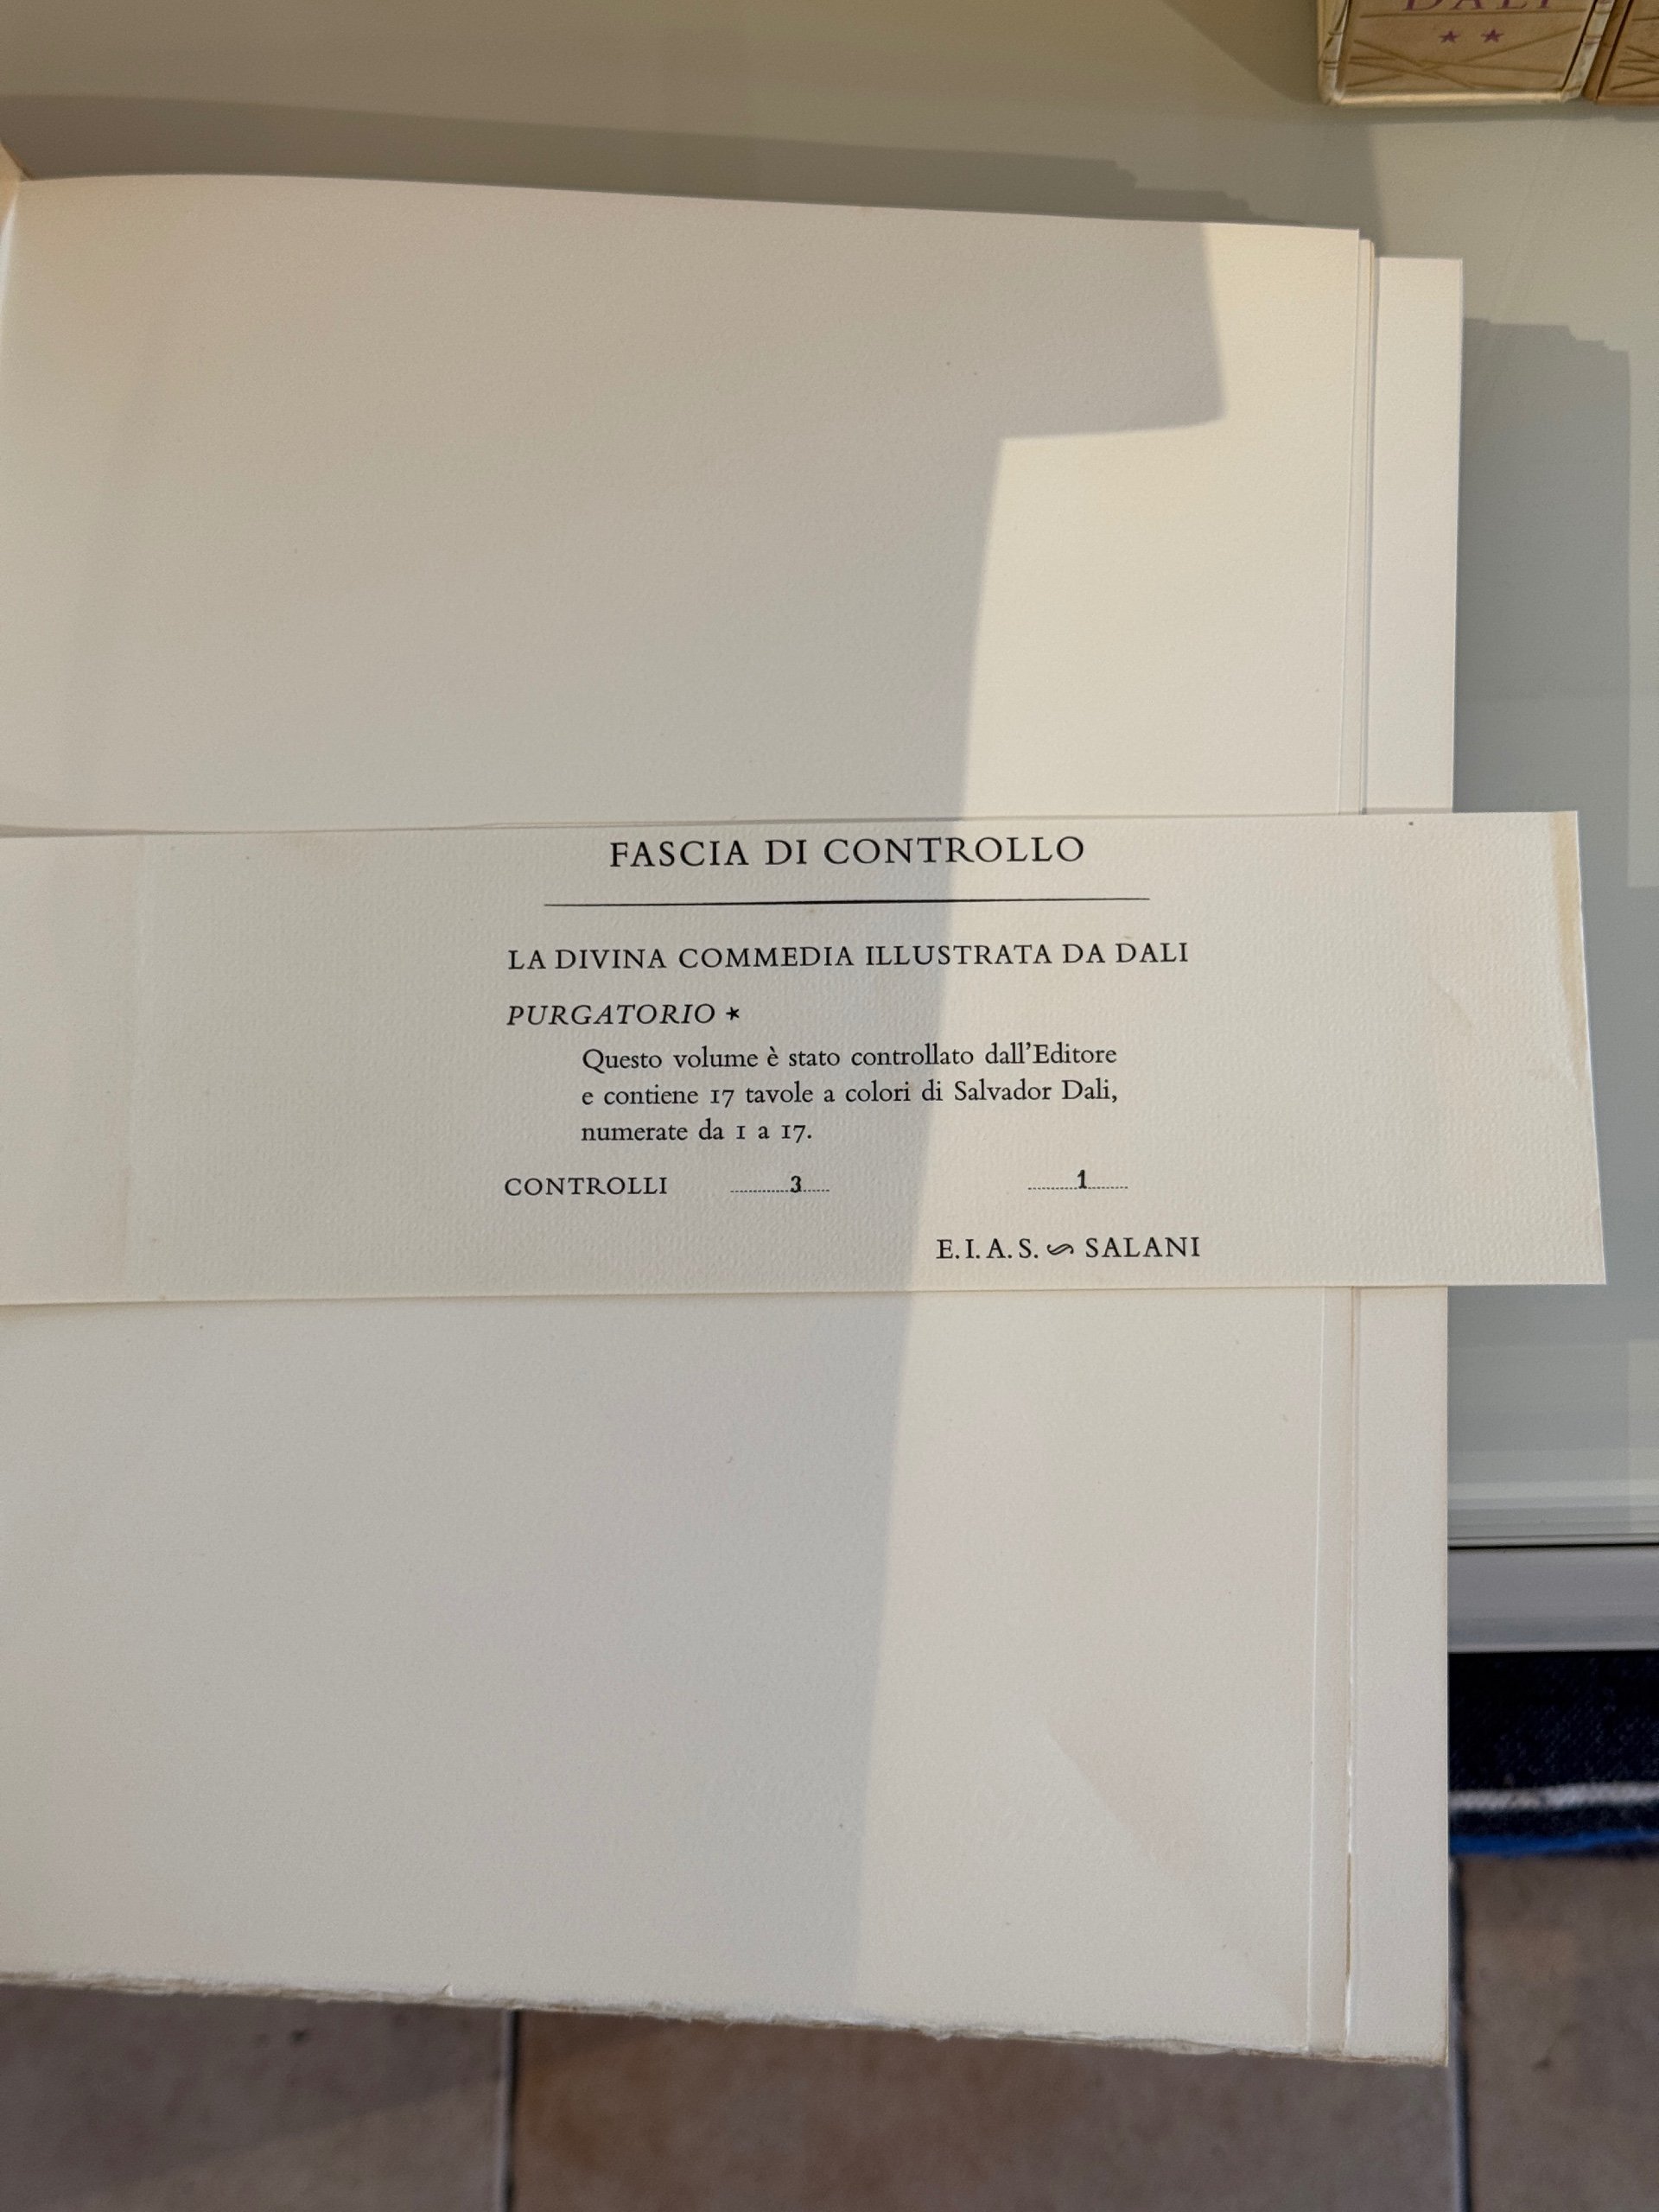 DALI
★ ★
FASCIA DI CONTROLLO
LA DIVINA COMMEDIA ILLUSTRATA DA DALI
PURGATORIO ★
Questo volume è stato controllato dall'Editore
e contiene 17 tavole a colori di Salvador Dali,
numerate da 1 a 17.
CONTROLLI ............3...... .........1.........
E. I. A. S. ∽ SALANI